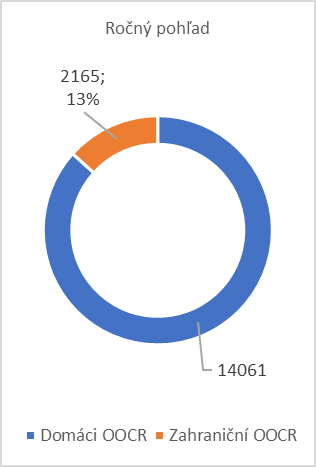 Ročný pohľad
2165;
13%
14061
Domáci OOCR Zahraniční OOCR